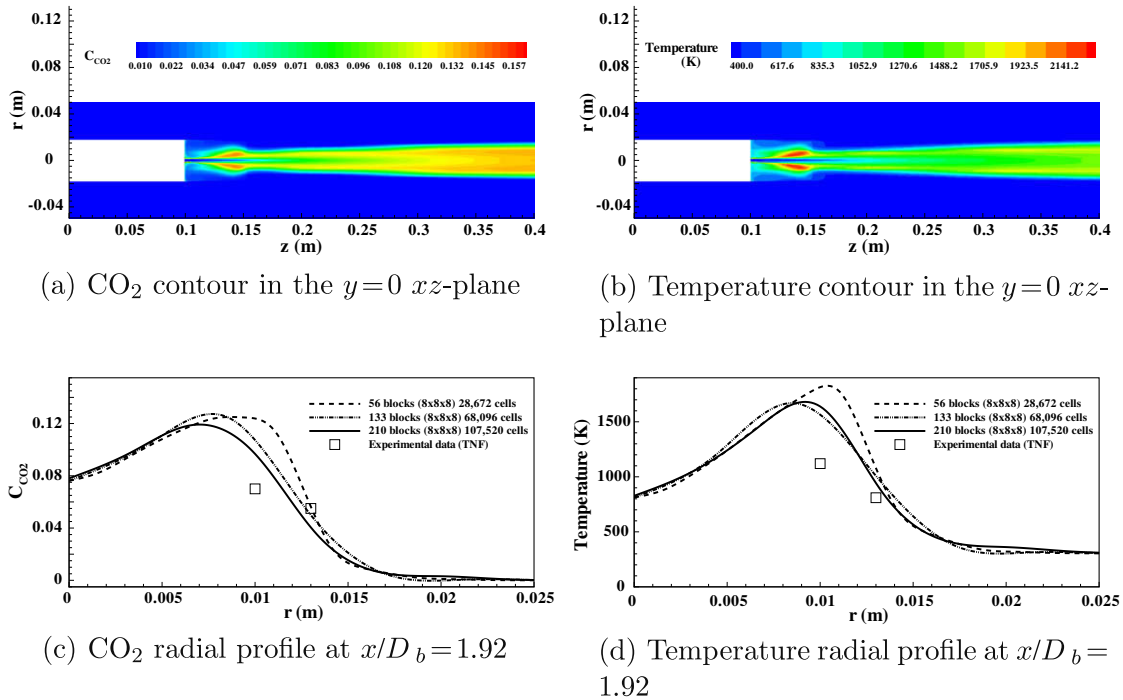 0.12
0.08
0.04
0
-0.04
r (m)
C_CO2
0.010 0.022 0.034 0.047 0.059 0.071 0.083 0.096 0.108 0.120 0.132 0.145 0.157
0 0.05 0.1 0.15 0.2 0.25 0.3 0.35 0.4
z (m)
(a) CO₂ contour in the y=0 xz-plane
0.12
0.08
0.04
0
-0.04
r (m)
Temperature
(K)
400.0 617.6 835.3 1052.9 1270.6 1488.2 1705.9 1923.5 2141.2
0 0.05 0.1 0.15 0.2 0.25 0.3 0.35 0.4
z (m)
(b) Temperature contour in the y=0 xz-
plane
0.12
0.08
0.04
0
C_CO2
56 blocks (8x8x8) 28,672 cells
133 blocks (8x8x8) 68,096 cells
210 blocks (8x8x8) 107,520 cells
Experimental data (TNF)
0 0.005 0.01 0.015 0.02 0.025
r (m)
(c) CO₂ radial profile at x/D_b=1.92
1500
1000
500
0
Temperature (K)
56 blocks (8x8x8) 28,672 cells
133 blocks (8x8x8) 68,096 cells
210 blocks (8x8x8) 107,520 cells
Experimental data (TNF)
0 0.005 0.01 0.015 0.02 0.025
r (m)
(d) Temperature radial profile at x/D_b=
1.92